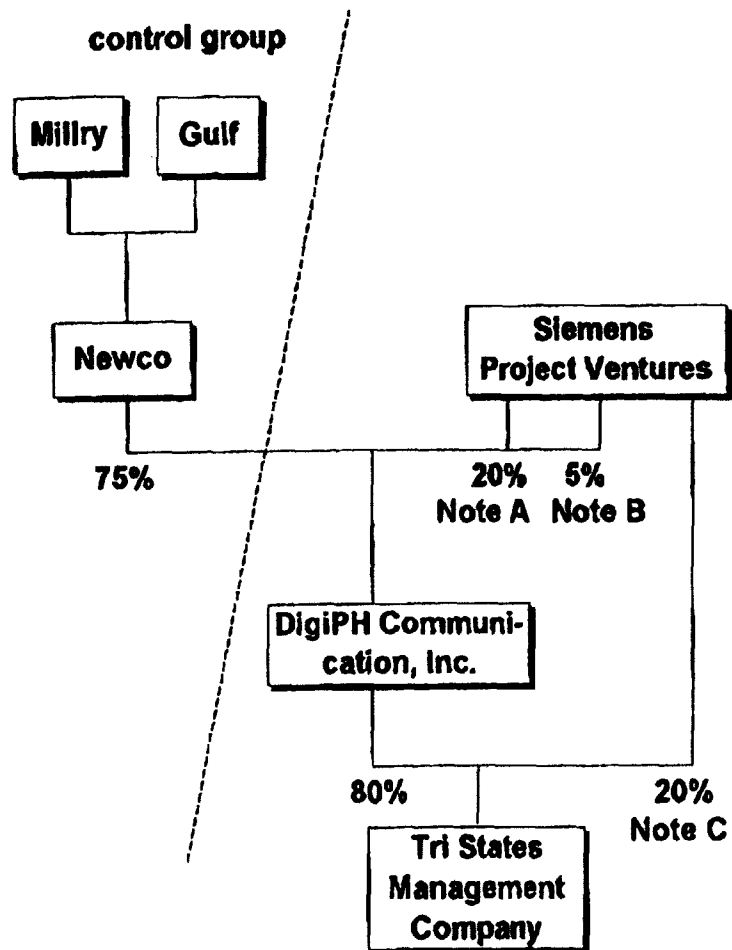 control group
Millry
Gulf
Newco
Siemens
Project Ventures
75%
20%
Note A
5%
Note B
DigiPH Communi-
cation, Inc.
80%
20%
Note C
Tri States
Management
Company